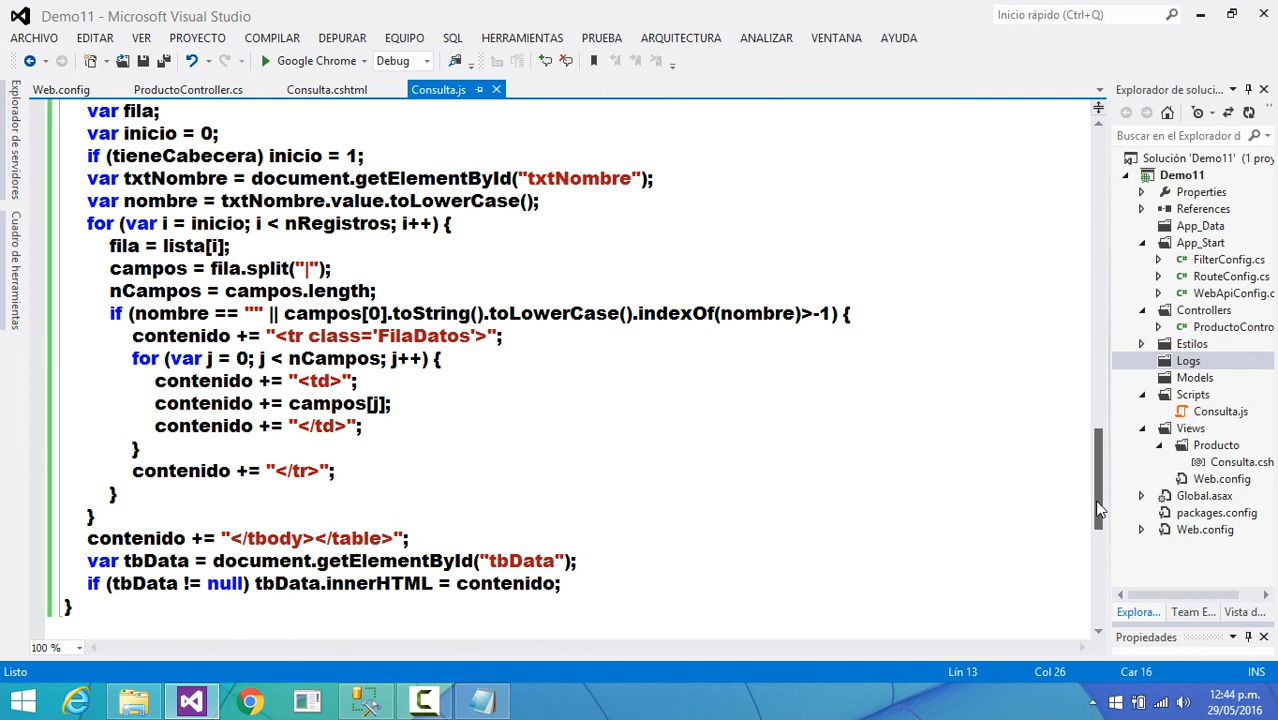 Demo11 - Microsoft Visual Studio
Inicio rápido (Ctrl+Q)
ARCHIVO EDITAR VER PROYECTO COMPILAR DEPURAR EQUIPO SQL HERRAMIENTAS PRUEBA ARQUITECTURA ANALIZAR VENTANA AYUDA
Google Chrome Debug
Web.config ProductoController.cs Consulta.cshtml Consulta.js
Explorador de servidores
Cuadro de herramientas
var fila;
var inicio = 0;
if (tieneCabecera) inicio = 1;
var txtNombre = document.getElementById("txtNombre");
var nombre = txtNombre.value.toLowerCase();
for (var i = inicio; i < nRegistros; i++) {
fila = lista[i];
campos = fila.split("|");
nCampos = campos.length;
if (nombre == "" || campos[0].toString().toLowerCase().indexOf(nombre)>-1) {
contenido += "<tr class='FilaDatos'>";
for (var j = 0; j < nCampos; j++) {
contenido += "<td>";
contenido += campos[j];
contenido += "</td>";
}
contenido += "</tr>";
}
}
contenido += "</tbody></table>";
var tbData = document.getElementById("tbData");
if (tbData != null) tbData.innerHTML = contenido;
}
100 %
Explorador de soluci...
Buscar en el Explorador d
Solución 'Demo11' (1 proy
Demo11
Properties
References
App_Data
App_Start
FilterConfig.cs
RouteConfig.cs
WebApiConfig.c
Controllers
ProductoContro
Estilos
Logs
Models
Scripts
Consulta.js
Views
Producto
Consulta.csh
Web.config
Global.asax
packages.config
Web.config
Explora... Team E... Vista d...
Propiedades
Listo Lín 13 Col 26 Car 16 INS
12:44 p.m.
29/05/2016